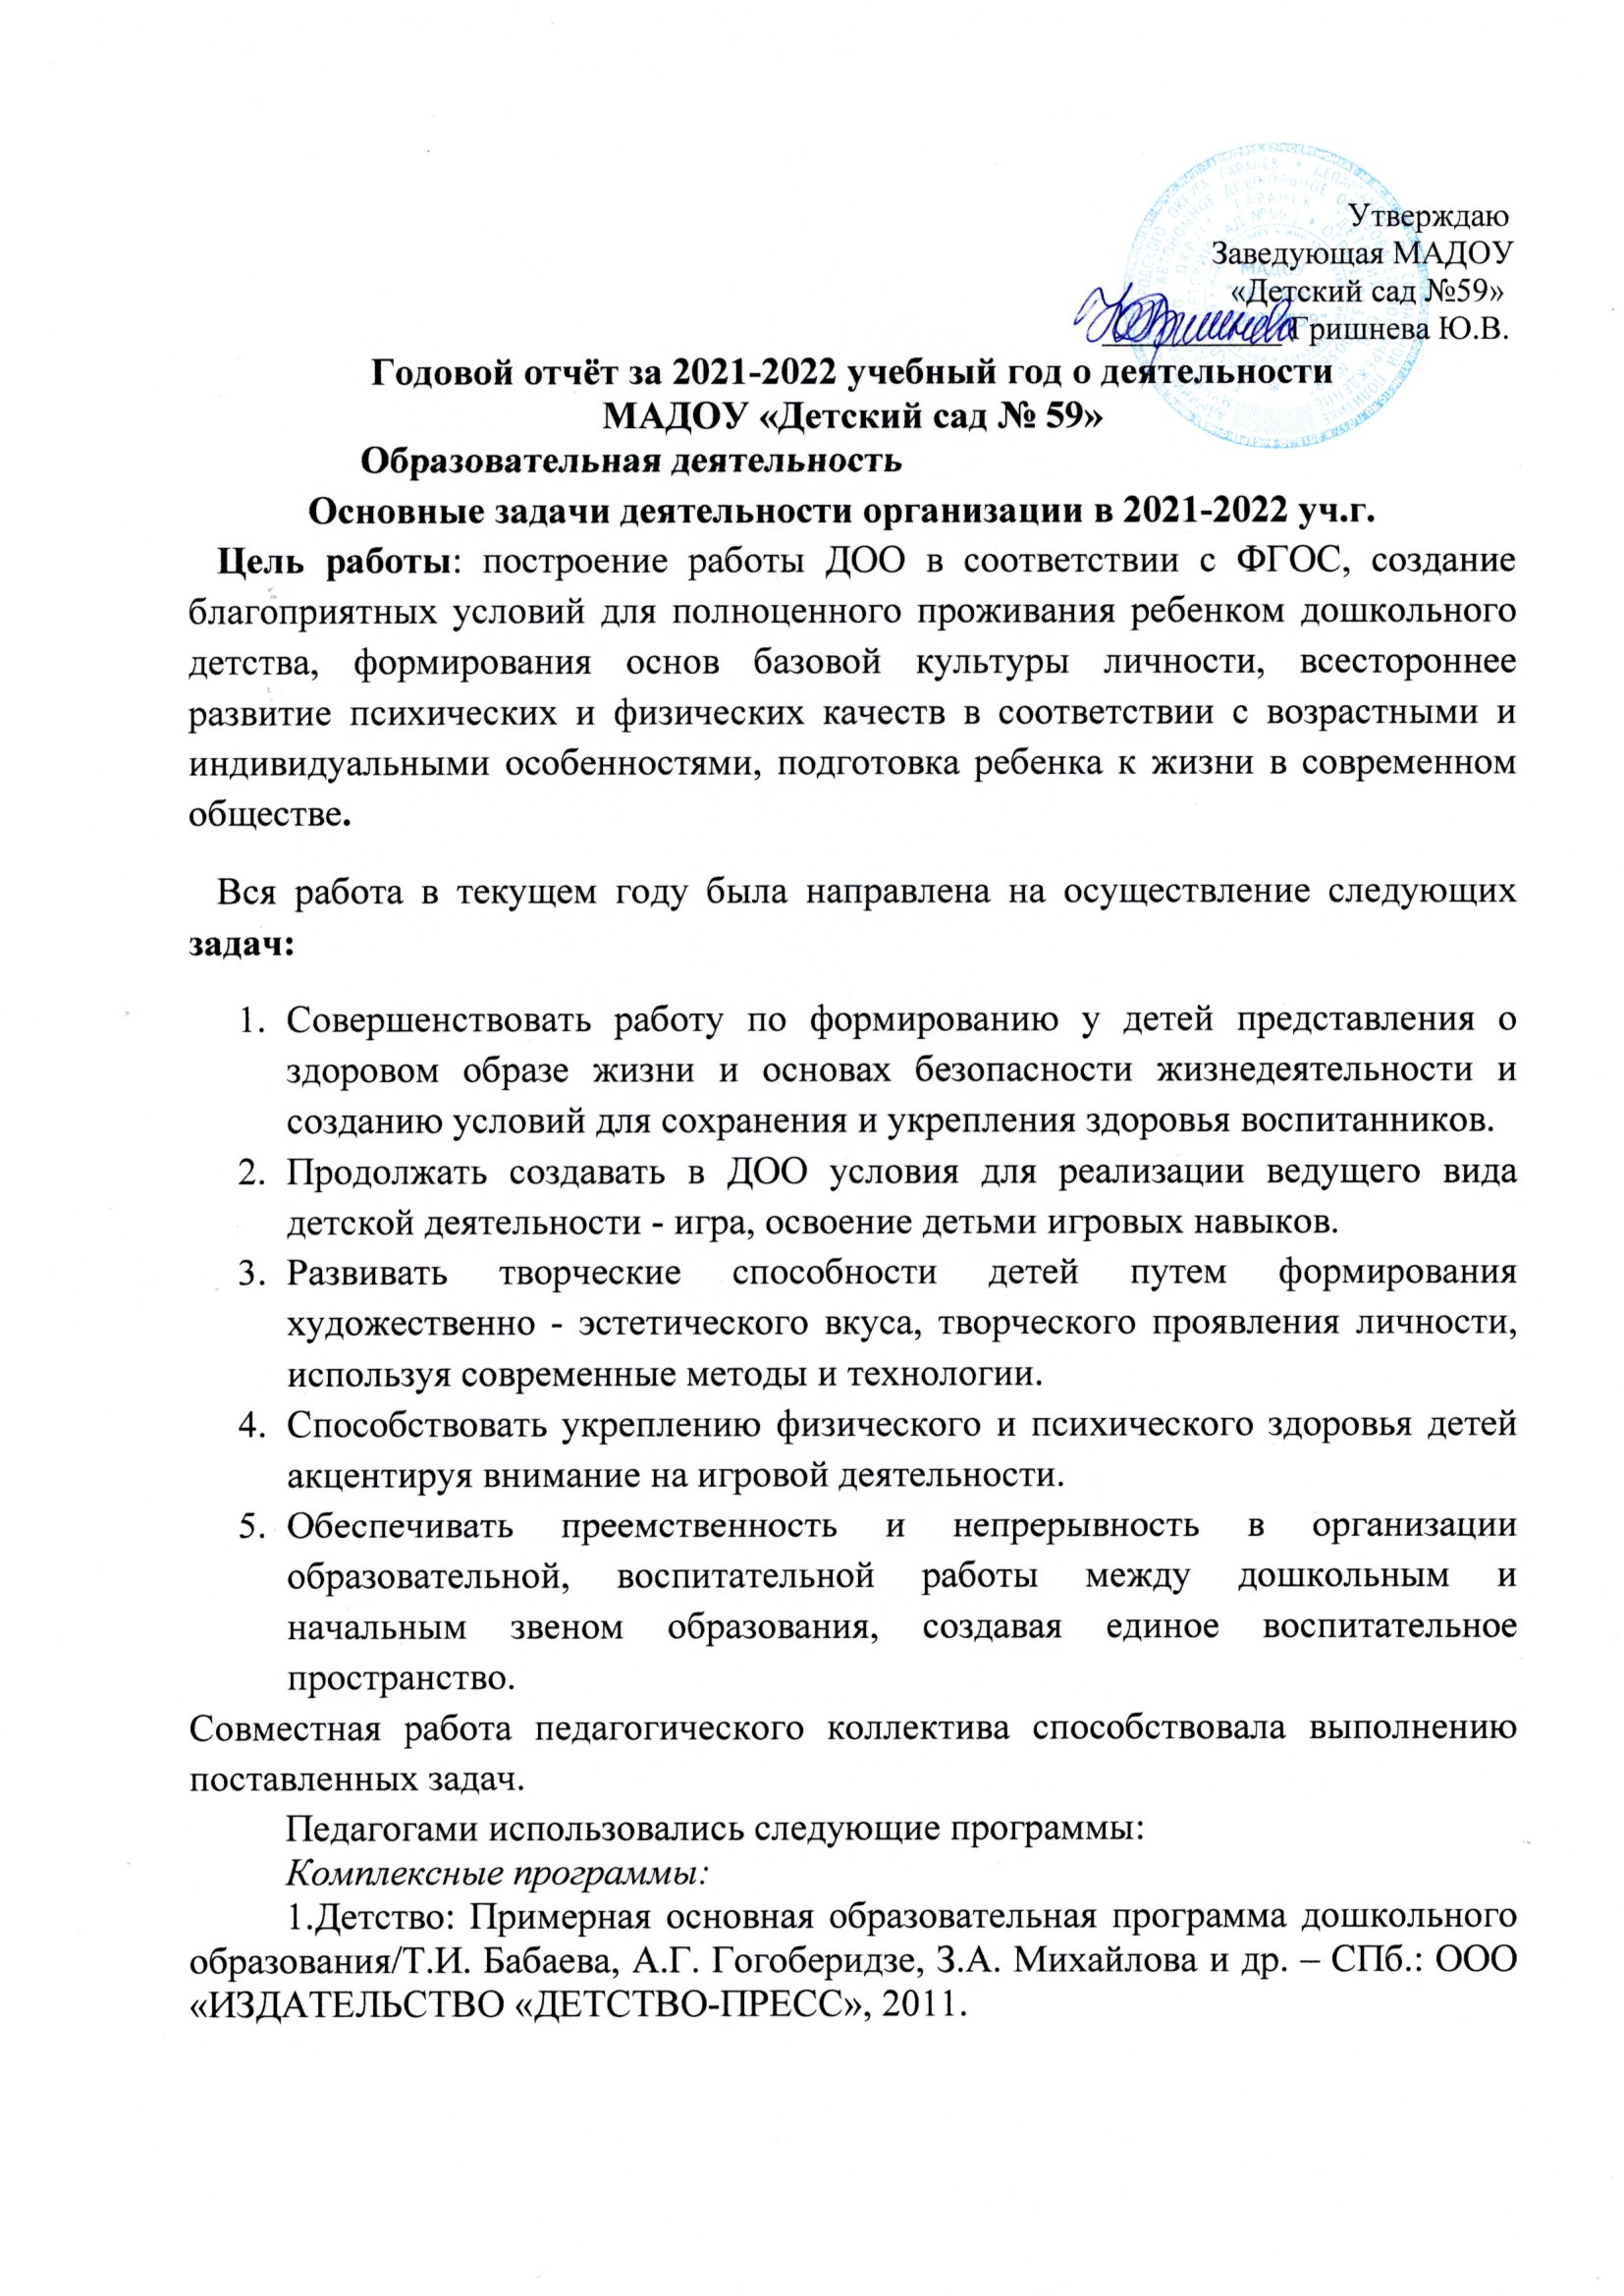 Утверждаю
Заведующая МАДОУ
«Детский сад №59»
Гришнева Ю.В.
Годовой отчёт за 2021-2022 учебный год о деятельности
МАДОУ «Детский сад № 59»
Образовательная деятельность
Основные задачи деятельности организации в 2021-2022 уч.г.
Цель работы: построение работы ДОО в соответствии с ФГОС, создание
благоприятных условий для полноценного проживания ребенком дошкольного
детства, формирования основ базовой культуры личности, всестороннее
развитие психических и физических качеств в соответствии с возрастными и
индивидуальными особенностями, подготовка ребенка к жизни в современном
обществе.
Вся работа в текущем году была направлена на осуществление следующих
задач:
1. Совершенствовать работу по формированию у детей представления о
здоровом образе жизни и основах безопасности жизнедеятельности и
созданию условий для сохранения и укрепления здоровья воспитанников.
2. Продолжать создавать в ДОО условия для реализации ведущего вида
детской деятельности - игра, освоение детьми игровых навыков.
3. Развивать творческие способности детей путем формирования
художественно - эстетического вкуса, творческого проявления личности,
используя современные методы и технологии.
4. Способствовать укреплению физического и психического здоровья детей
акцентируя внимание на игровой деятельности.
5. Обеспечивать преемственность и непрерывность в организации
образовательной, воспитательной работы между дошкольным и
начальным звеном образования, создавая единое воспитательное
пространство.
Совместная работа педагогического коллектива способствовала выполнению
поставленных задач.
Педагогами использовались следующие программы:
Комплексные программы:
1.Детство: Примерная основная образовательная программа дошкольного
образования/Т.И. Бабаева, А.Г. Гогоберидзе, З.А. Михайлова и др. – СПб.: ООО
«ИЗДАТЕЛЬСТВО «ДЕТСТВО-ПРЕСС», 2011.